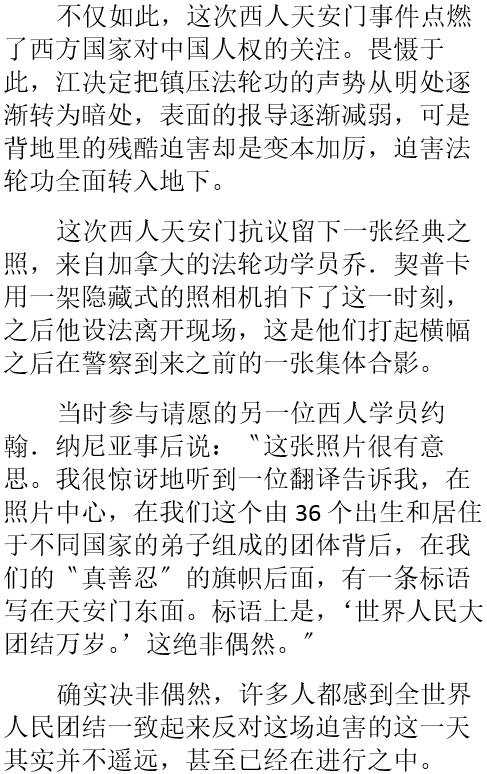 不仅如此，这次西人天安门事件点燃
了西方国家对中国人权的关注。畏慑于
此，江决定把镇压法轮功的声势从明处逐
渐转为暗处，表面的报导逐渐减弱，可是
背地里的残酷迫害却是变本加厉，迫害法
轮功全面转入地下。
这次西人天安门抗议留下一张经典之
照，来自加拿大的法轮功学员乔．契普卡
用一架隐藏式的照相机拍下了这一时刻，
之后他设法离开现场，这是他们打起横幅
之后在警察到来之前的一张集体合影。
当时参与请愿的另一位西人学员约
翰．纳尼亚事后说：〝这张照片很有意
思。我很惊讶地听到一位翻译告诉我，在
照片中心，在我们这个由 36 个出生和居住
于不同国家的弟子组成的团体背后，在我
们的〝真善忍〞的旗帜后面，有一条标语
写在天安门东面。标语上是，‘世界人民大
团结万岁。’这绝非偶然。〞
确实决非偶然，许多人都感到全世界
人民团结一致起来反对这场迫害的这一天
其实并不遥远，甚至已经在进行之中。